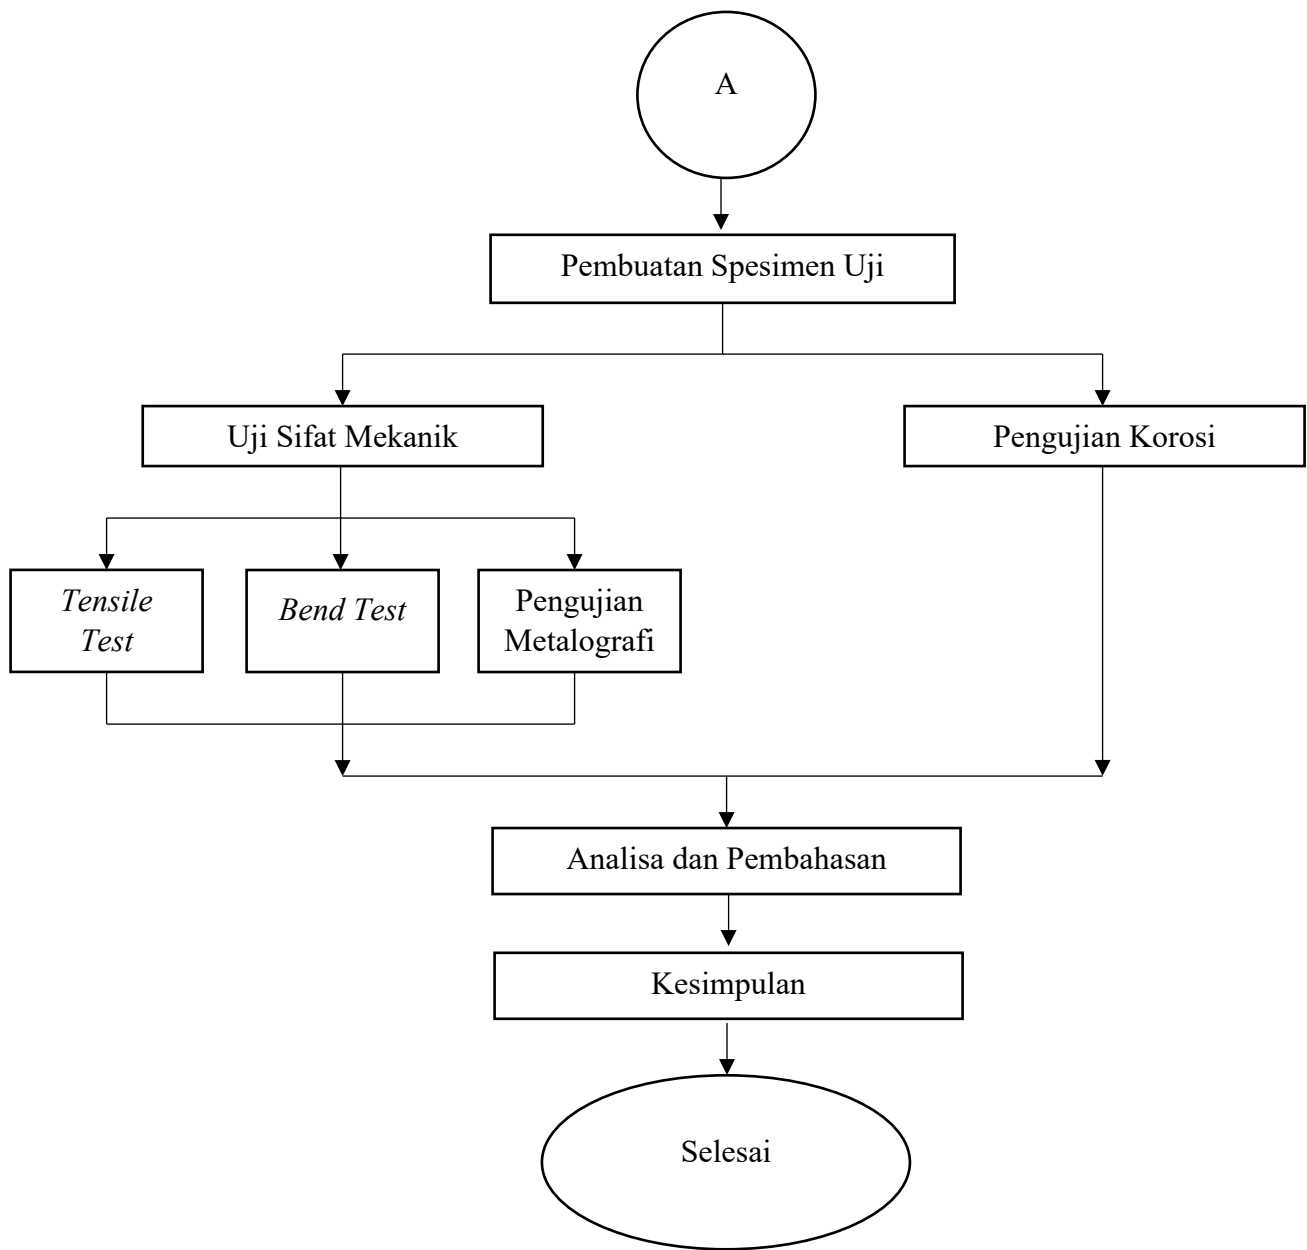 A
Pembuatan Spesimen Uji
Uji Sifat Mekanik
Pengujian Korosi
Tensile
Test
Bend Test
Pengujian
Metalografi
Analisa dan Pembahasan
Kesimpulan
Selesai